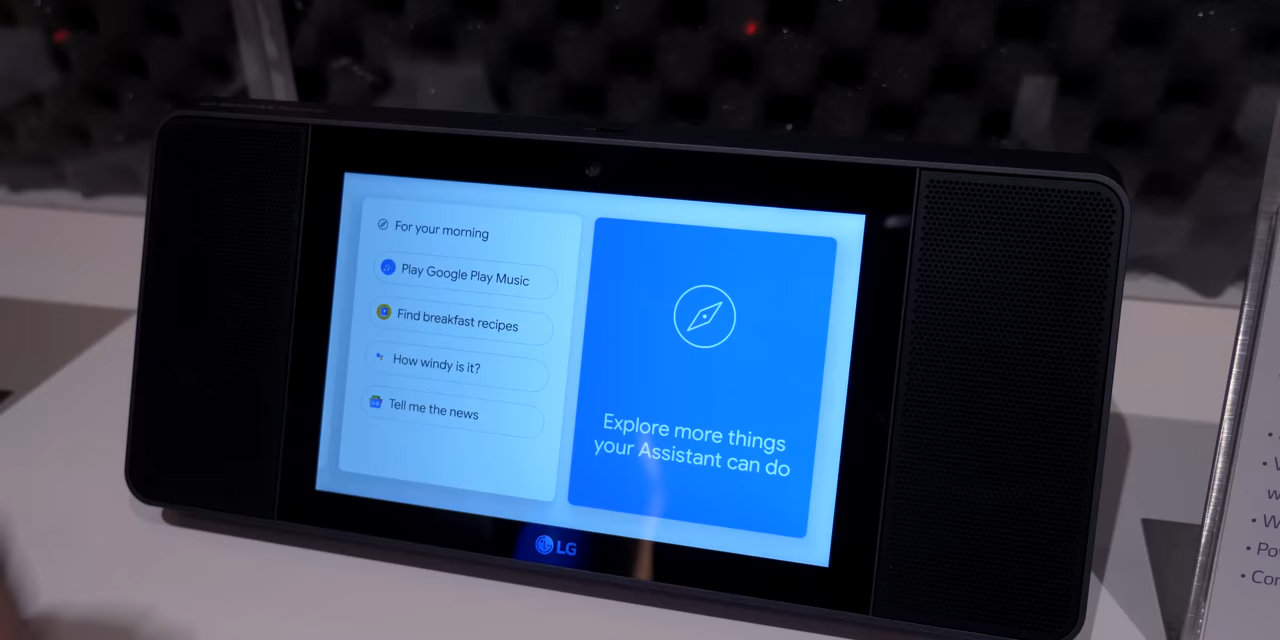 For your morning
Play Google Play Music
Find breakfast recipes
How windy is it?
Tell me the news
Explore more things
your Assistant can do
LG